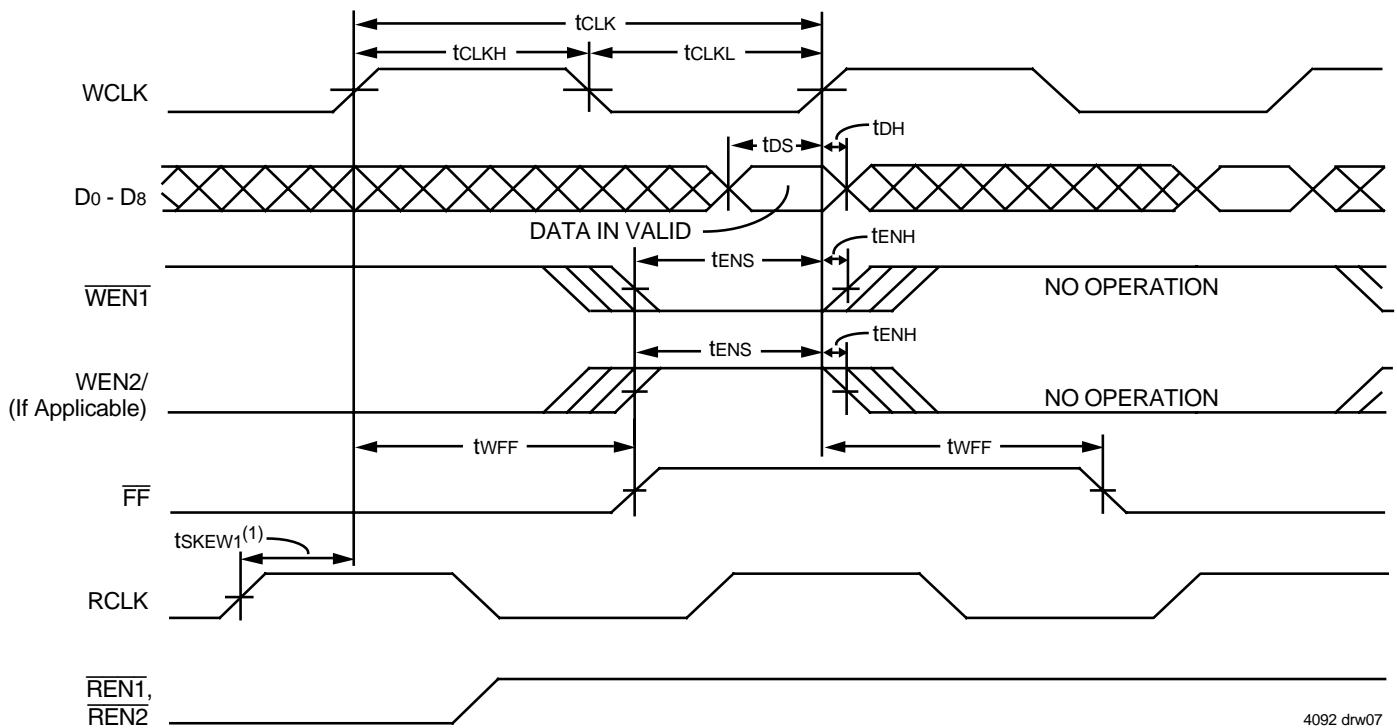 tCLK
tCLKH
tCLKL
WCLK
tDS
tDH
D0 - D8
DATA IN VALID
tENS
tENH
WEN1
NO OPERATION
tENS
tENH
WEN2/
(If Applicable)
NO OPERATION
tWFF
tWFF
FF
tSKEW1(1)
RCLK
REN1,
REN2
4092 drw07